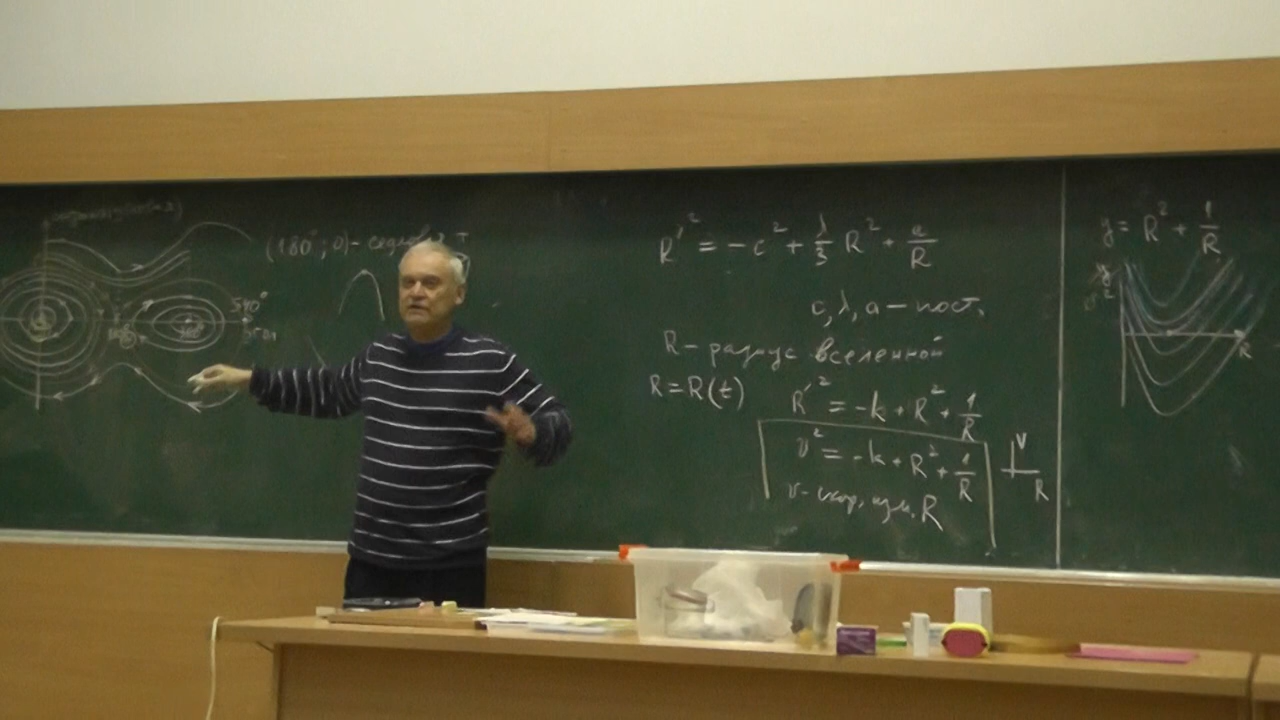 (180°; 0) -
540°
R'² = -c² + λ/3 R² + a/R
c, λ, a - пост.
R - радиус вселенной
R = R(t)
R'² = -k + R² + 1/R
v² = -k + R² + 1/R
v - скор. изм. R
V
R
y = R² + 1/R
R